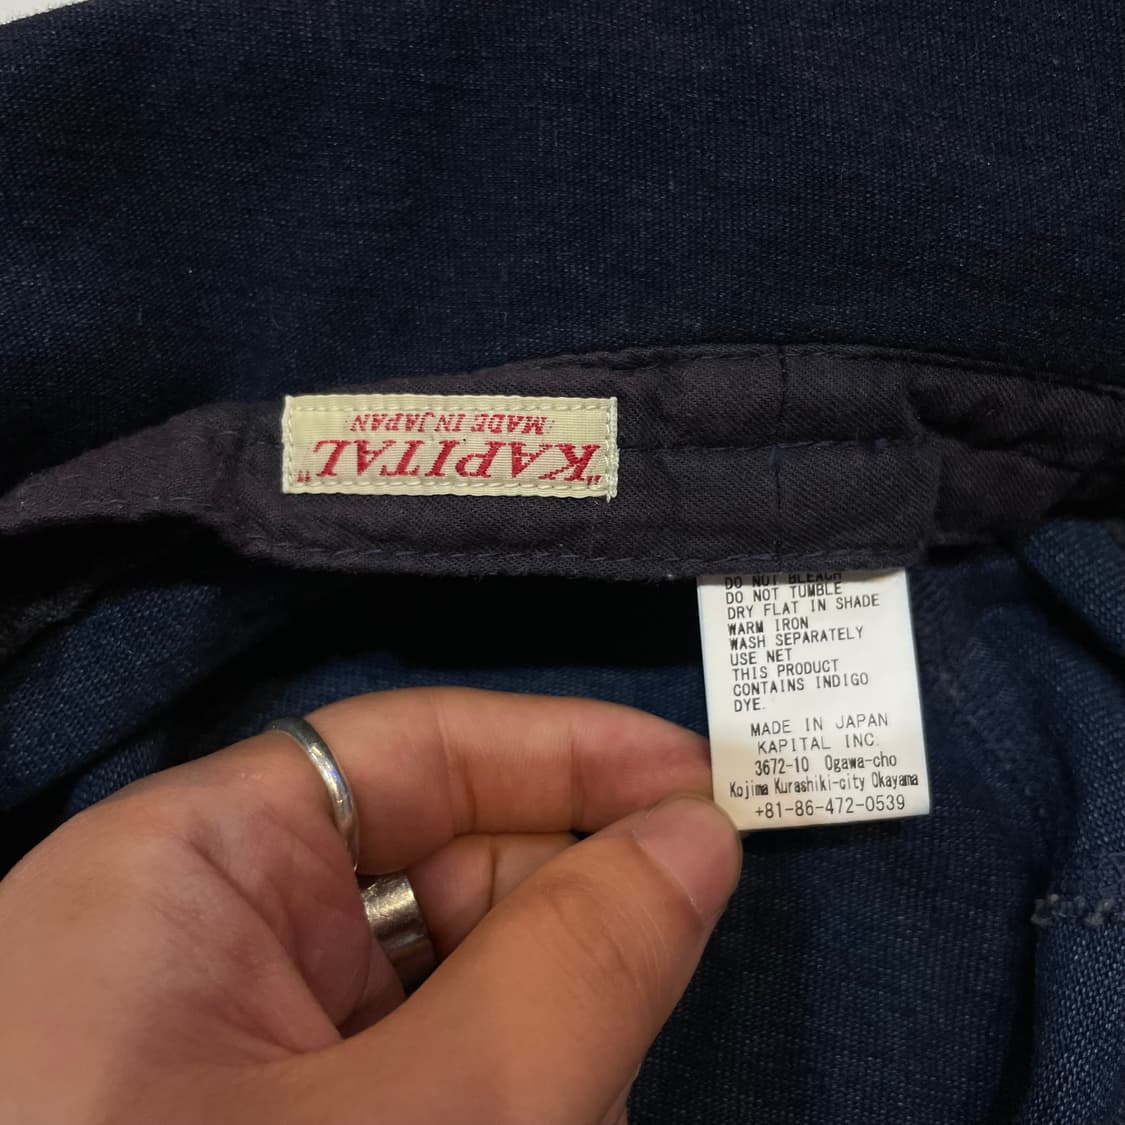 "KAPITAL"
:MADE IN JAPAN:
DO NOT BLEACH
DO NOT TUMBLE
DRY FLAT IN SHADE
WARM IRON
WASH SEPARATELY
USE NET
THIS PRODUCT
CONTAINS INDIGO
DYE.
MADE IN JAPAN
KAPITAL INC.
3672-10 Ogawa-cho
Kojima Kurashiki-city Okayama
+81-86-472-0539